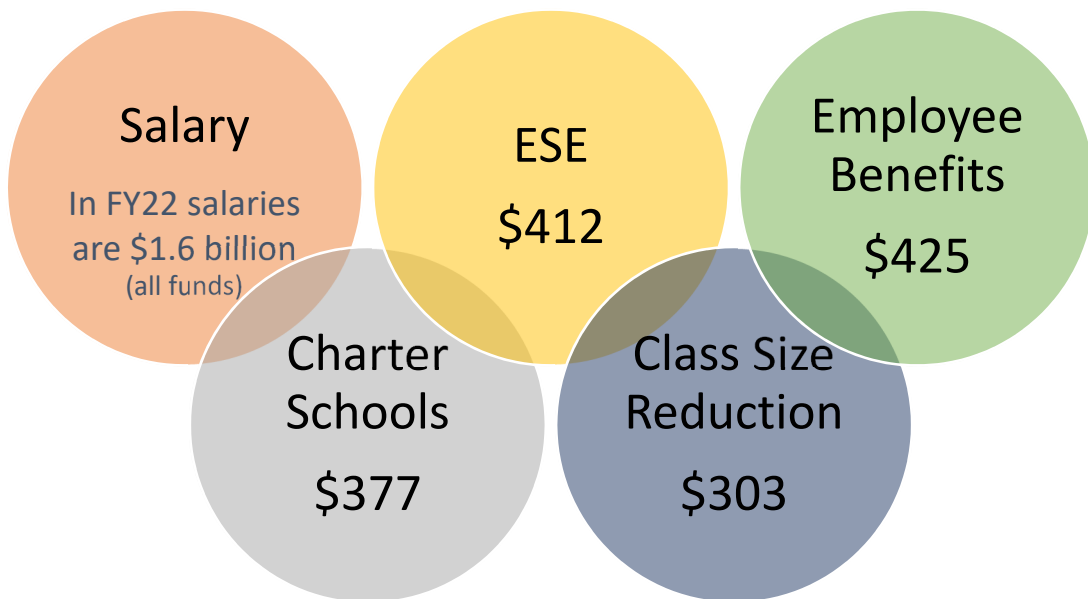 Salary
In FY22 salaries
are $1.6 billion
(all funds)
ESE
$412
Employee
Benefits
$425
Charter
Schools
$377
Class Size
Reduction
$303